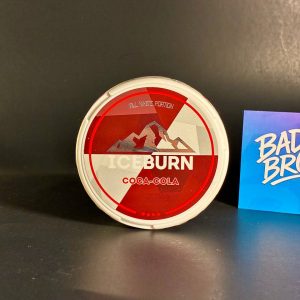 ALL WHITE PORTION
ICEBURN
COCA-COLA
BAD
BRO